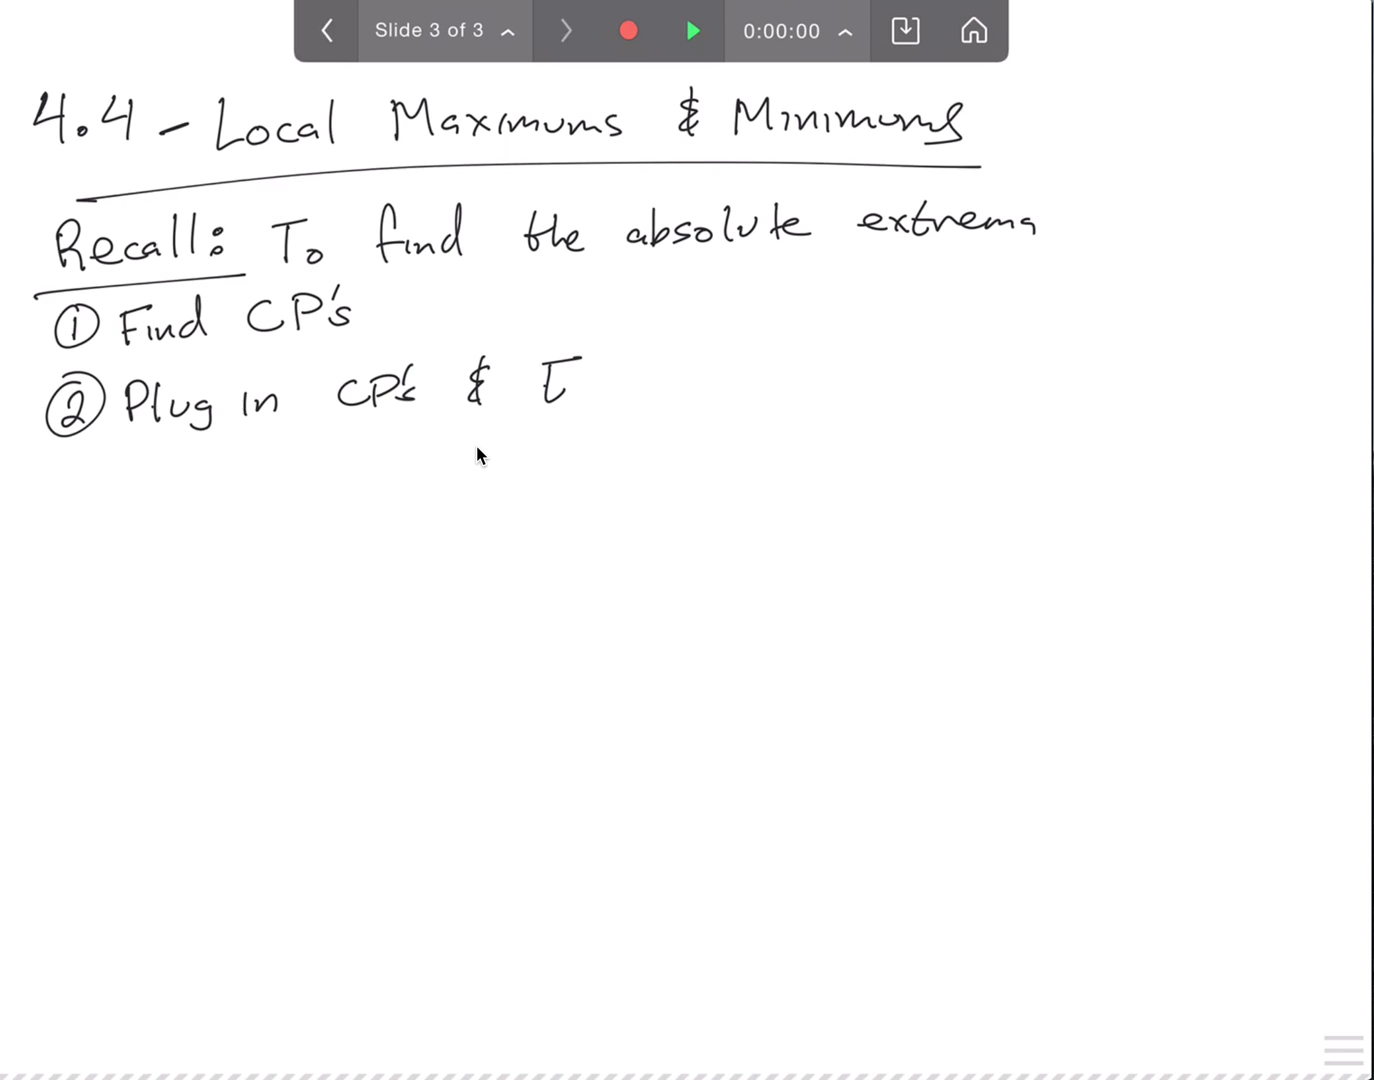 Slide 3 of 3
0:00:00
4.4 - Local Maximums & Minimums
Recall: To find the absolute extrema
① Find CP's
② Plug in CP's &